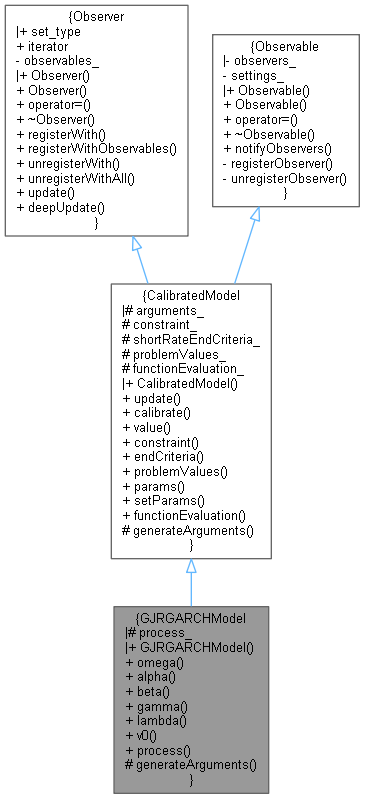 {Observer
|+ set_type
+ iterator
- observables_
|+ Observer()
+ Observer()
+ operator=()
+ ~Observer()
+ registerWith()
+ registerWithObservables()
+ unregisterWith()
+ unregisterWithAll()
+ update()
+ deepUpdate()
}
{Observable
|- observers_
- settings_
|+ Observable()
+ Observable()
+ operator=()
+ ~Observable()
+ notifyObservers()
- registerObserver()
- unregisterObserver()
}
{CalibratedModel
|# arguments_
# constraint_
# shortRateEndCriteria_
# problemValues_
# functionEvaluation_
|+ CalibratedModel()
+ update()
+ calibrate()
+ value()
+ constraint()
+ endCriteria()
+ problemValues()
+ params()
+ setParams()
+ functionEvaluation()
# generateArguments()
}
{GJRGARCHModel
|# process_
|+ GJRGARCHModel()
+ omega()
+ alpha()
+ beta()
+ gamma()
+ lambda()
+ v0()
+ process()
# generateArguments()
}